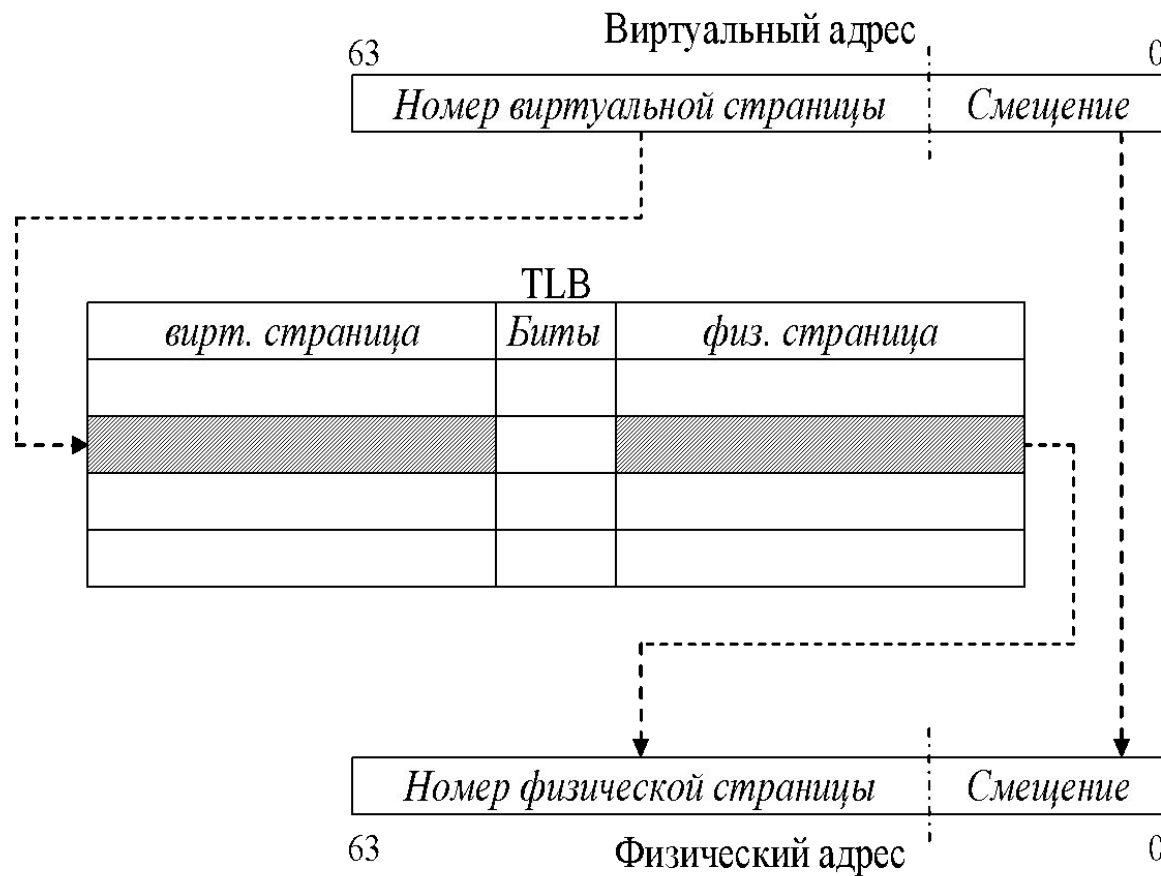 Виртуальный адрес
63 0
Номер виртуальной страницы Смещение
TLB
вирт. страница Биты физ. страница
Номер физической страницы Смещение
63 0
Физический адрес